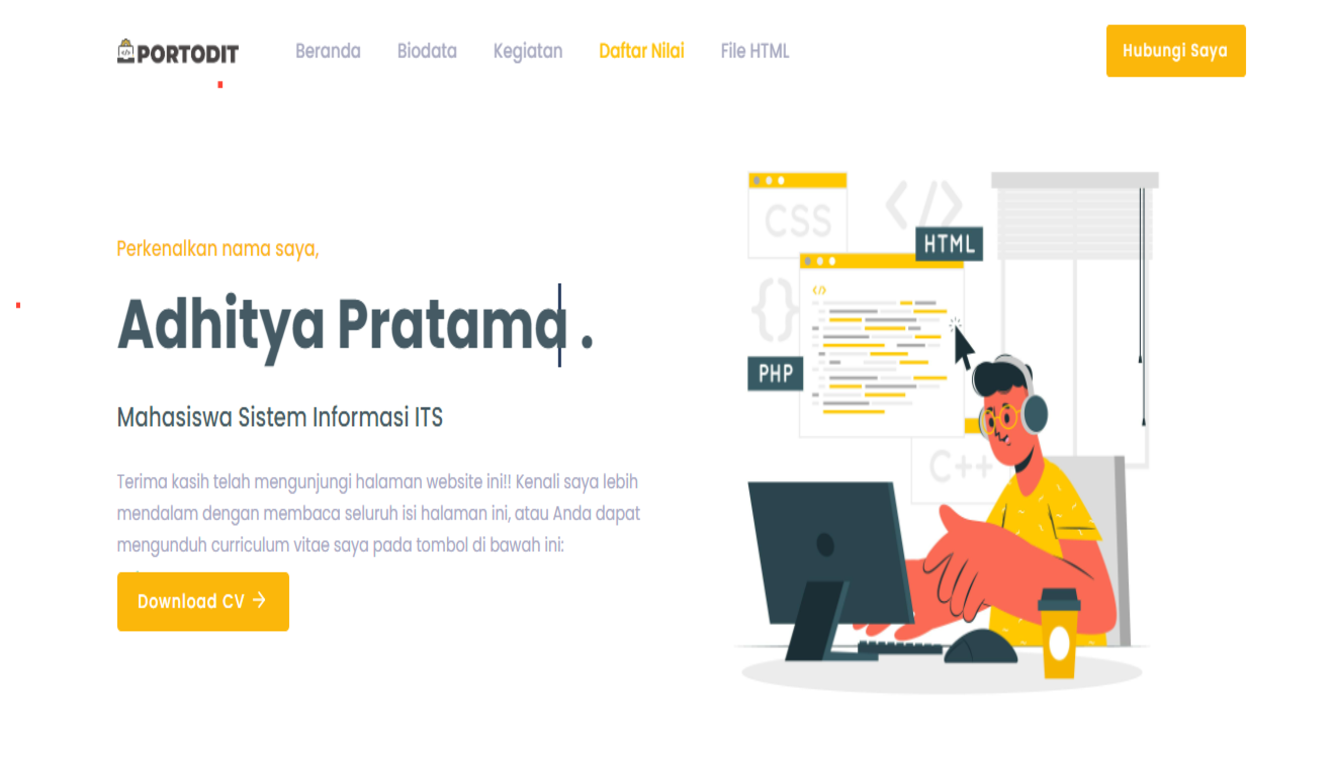 PORTODIT
Beranda
Biodata
Kegiatan
Daftar Nilai
File HTML
Hubungi Saya
Perkenalkan nama saya,
Adhitya Pratama .
Mahasiswa Sistem Informasi ITS
Terima kasih telah mengunjungi halaman website ini!! Kenali saya lebih
mendalam dengan membaca seluruh isi halaman ini, atau Anda dapat
mengunduh curriculum vitae saya pada tombol di bawah ini:
Download CV →
CSS
</>
HTML
{}
</>
PHP
C++